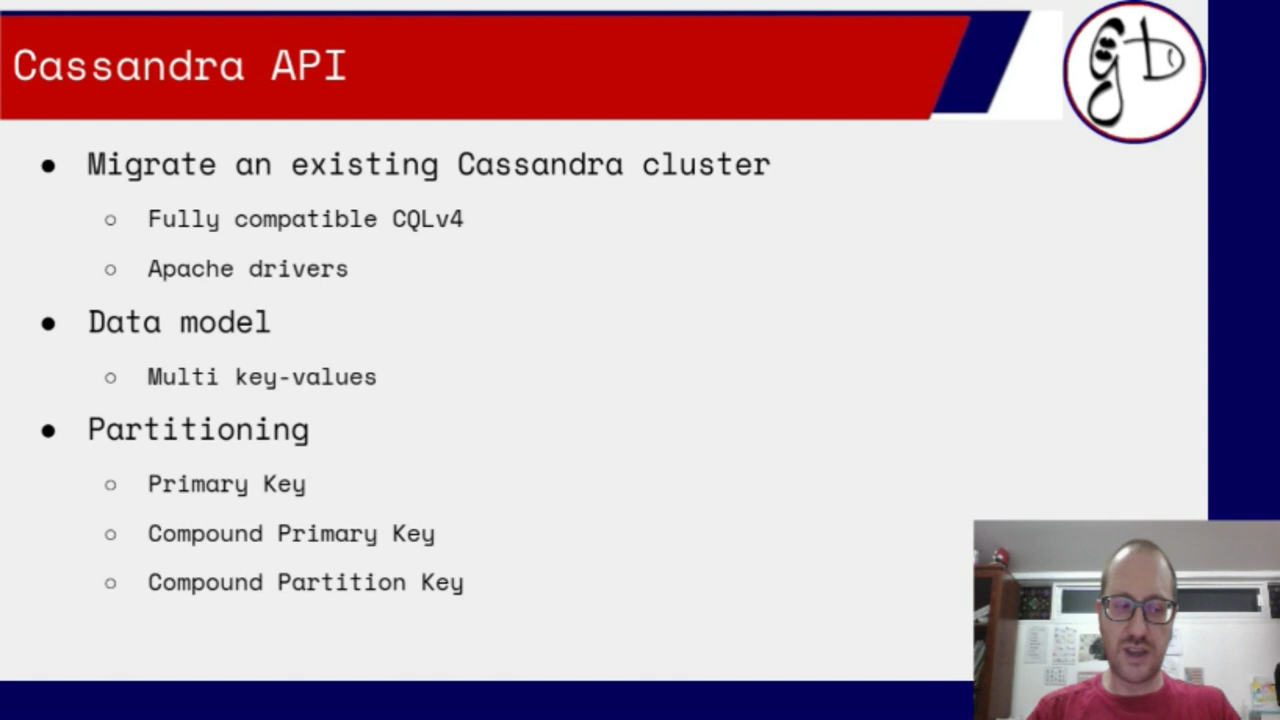 Cassandra API
GD
● Migrate an existing Cassandra cluster
○ Fully compatible CQLv4
○ Apache drivers
● Data model
○ Multi key-values
● Partitioning
○ Primary Key
○ Compound Primary Key
○ Compound Partition Key